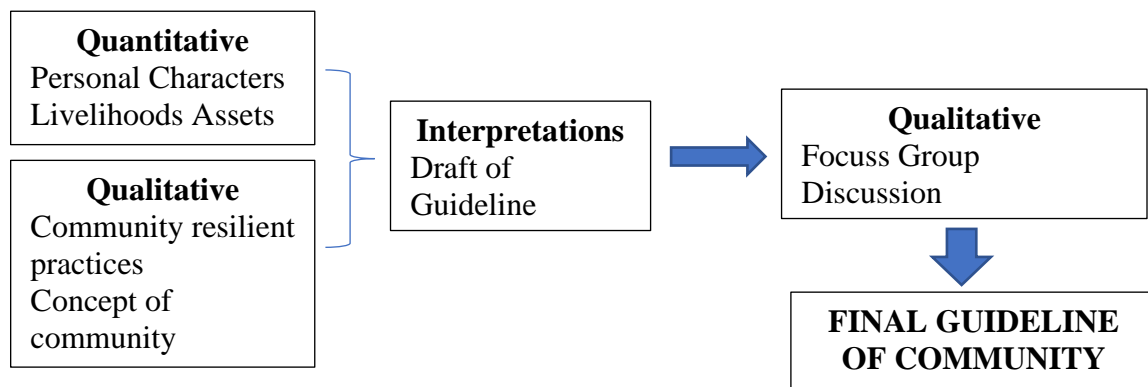 Quantitative
Personal Characters
Livelihoods Assets
Qualitative
Community resilient
practices
Concept of
community
Interpretations
Draft of
Guideline
Qualitative
Focuss Group
Discussion
FINAL GUIDELINE
OF COMMUNITY